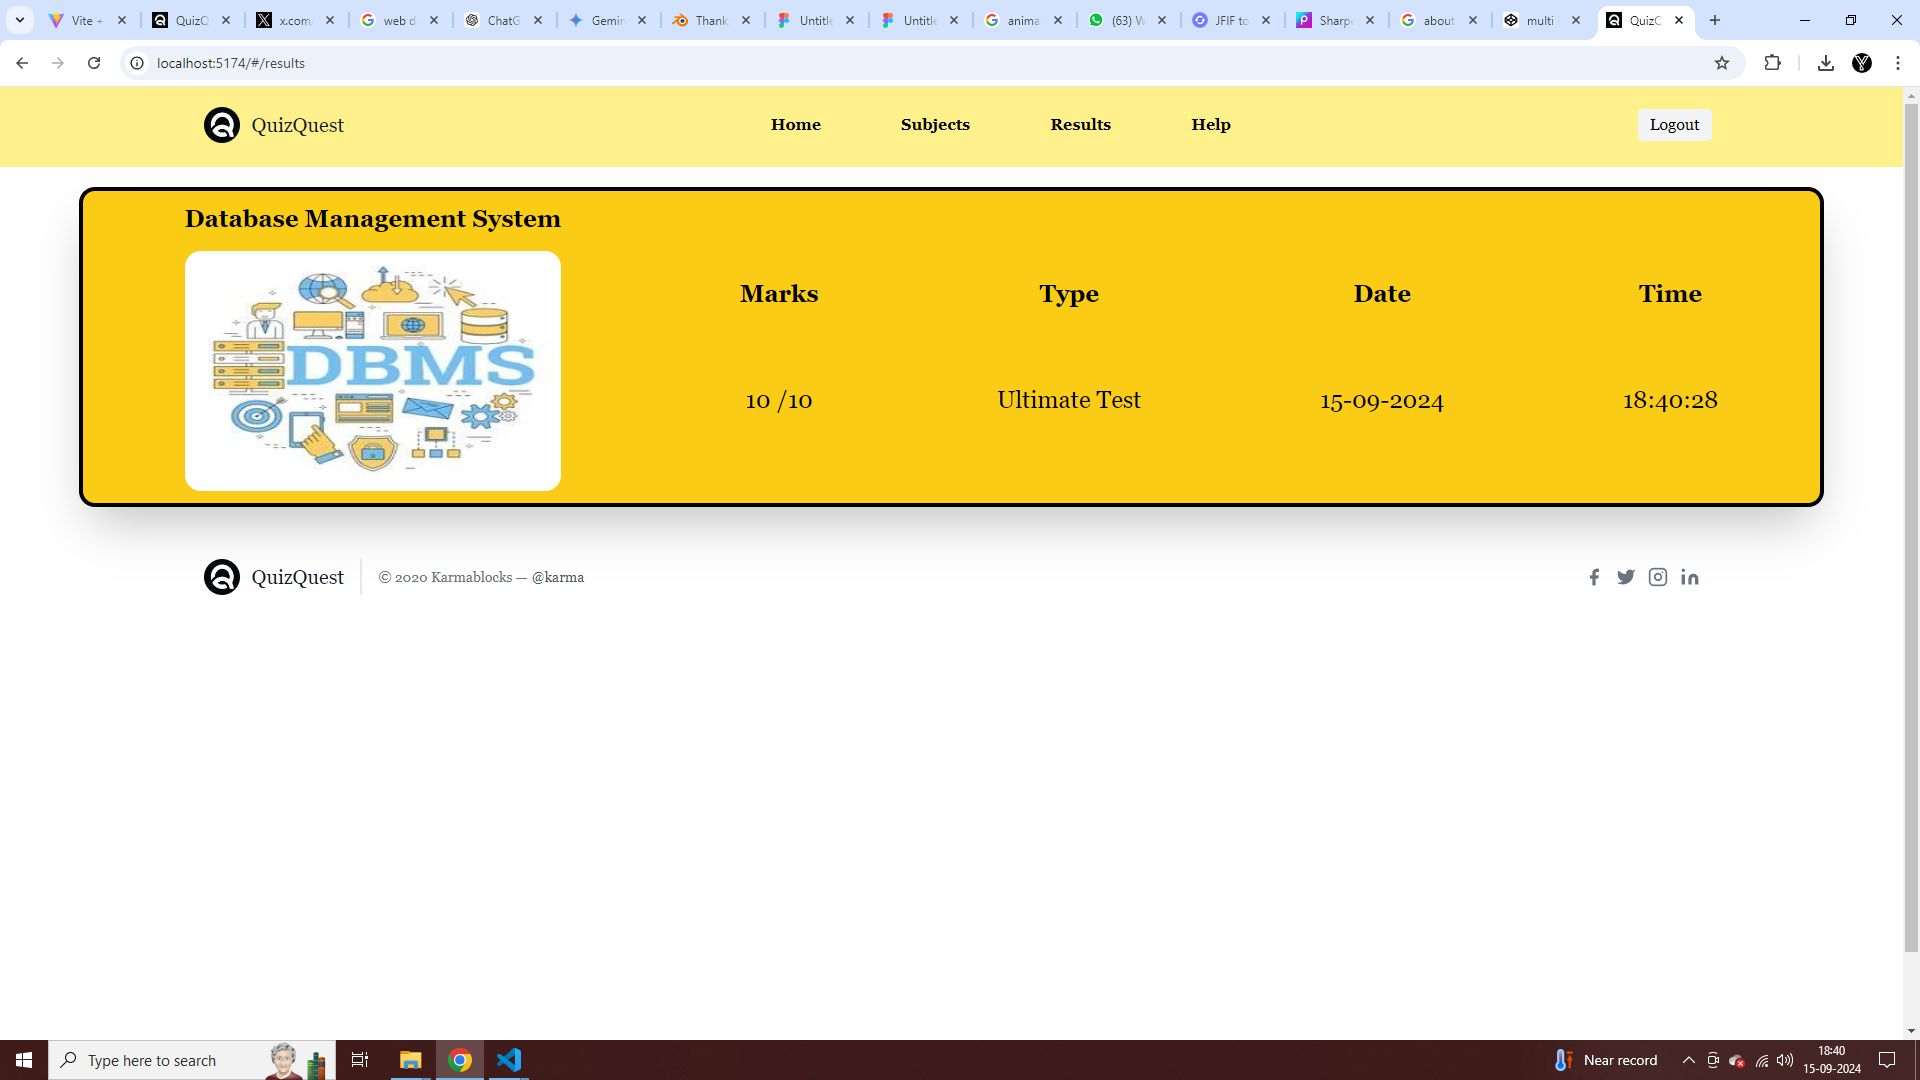 Vite +
QuizQ
x.com
web d
ChatG
Gemin
Thank
Untitle
Untitle
anima
(63) W
JFIF to
Sharpe
about
multi i
QuizQ
localhost:5174/#/results
QuizQuest
Home
Subjects
Results
Help
Logout
Database Management System
DBMS
Marks
Type
Date
Time
10 /10
Ultimate Test
15-09-2024
18:40:28
QuizQuest
© 2020 Karmablocks — @karma
Type here to search
Near record
18:40
15-09-2024